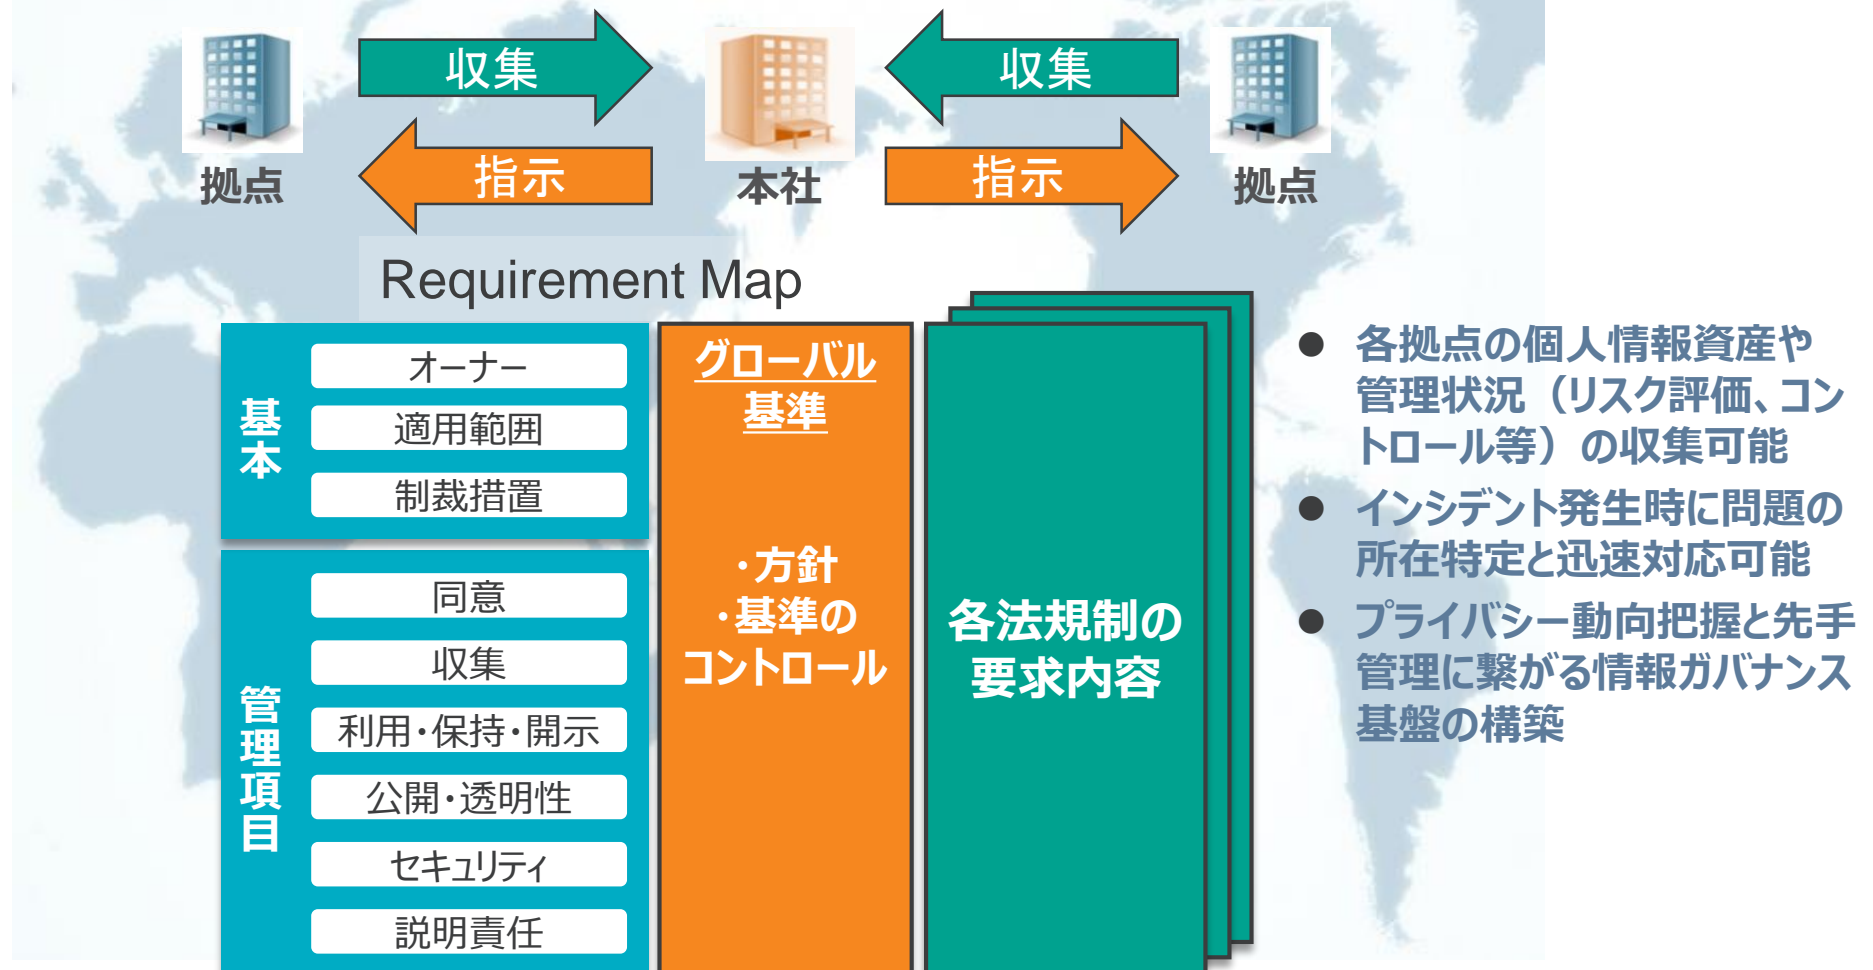 収集
収集
指示
指示
拠点
本社
拠点
Requirement Map
基本
オーナー
適用範囲
制裁措置
管理項目
同意
収集
利用・保持・開示
公開・透明性
セキュリティ
説明責任
グローバル
基準
・方針
・基準の
コントロール
各法規制の
要求内容
● 各拠点の個人情報資産や
管理状況（リスク評価、コン
トロール等）の収集可能
● インシデント発生時に問題の
所在特定と迅速対応可能
● プライバシー動向把握と先手
管理に繋がる情報ガバナンス
基盤の構築